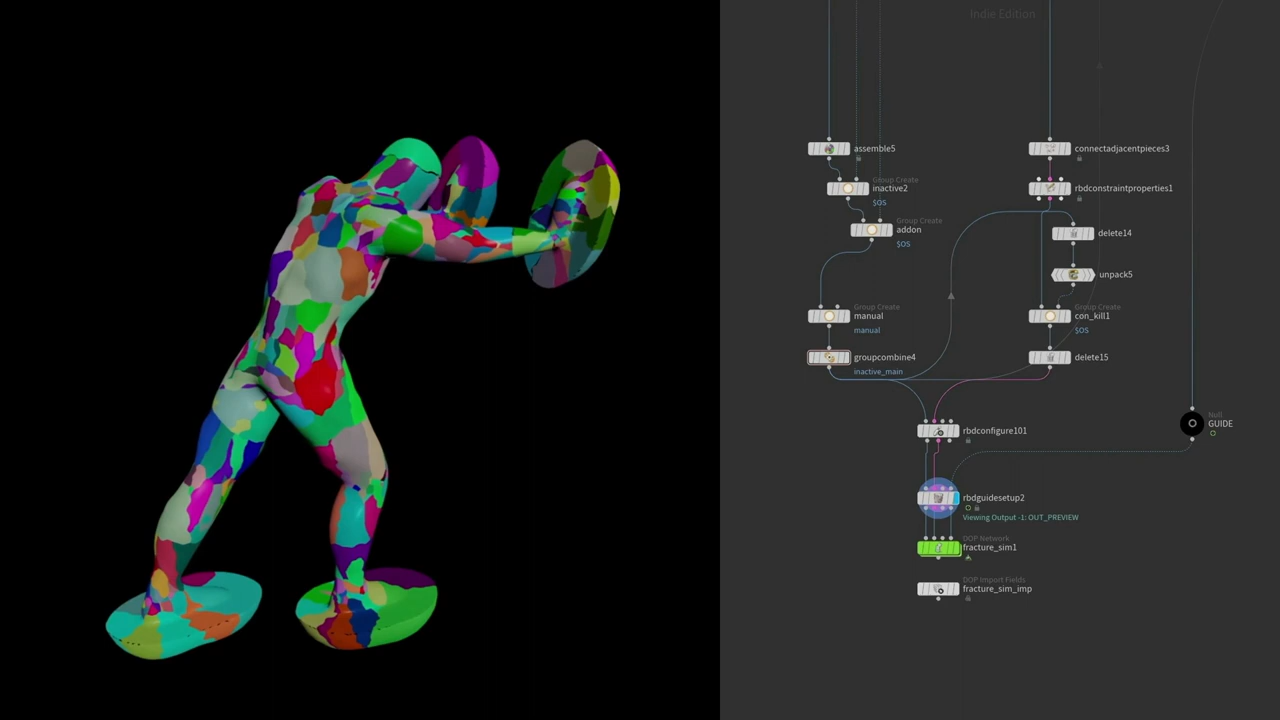 Indie Edition
assemble5
connectadjacentpieces3
Group Create
inactive2
$OS
rbdconstraintproperties1
Group Create
addon
$OS
delete14
unpack5
Group Create
manual
manual
Group Create
con_kill1
$OS
groupcombine4
inactive_main
delete15
Null
GUIDE
rbdconfigure101
rbdguidesetup2
Viewing Output -1: OUT_PREVIEW
DOP Network
fracture_sim1
DOP Import Fields
fracture_sim_imp